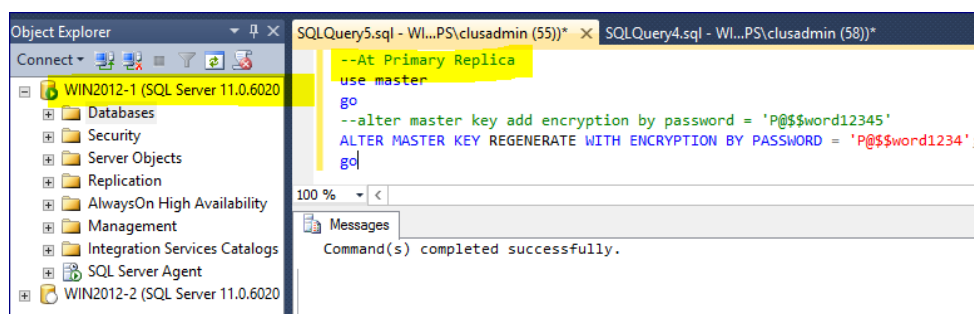 Object Explorer
Connect
WIN2012-1 (SQL Server 11.0.6020
Databases
Security
Server Objects
Replication
AlwaysOn High Availability
Management
Integration Services Catalogs
SQL Server Agent
WIN2012-2 (SQL Server 11.0.6020
SQLQuery5.sql - WI...PS\clusadmin (55))*
SQLQuery4.sql - WI...PS\clusadmin (58))*
--At Primary Replica
use master
go
--alter master key add encryption by password = 'P@$$word12345'
ALTER MASTER KEY REGENERATE WITH ENCRYPTION BY PASSWORD = 'P@$$word1234'
go
100 %
Messages
Command(s) completed successfully.